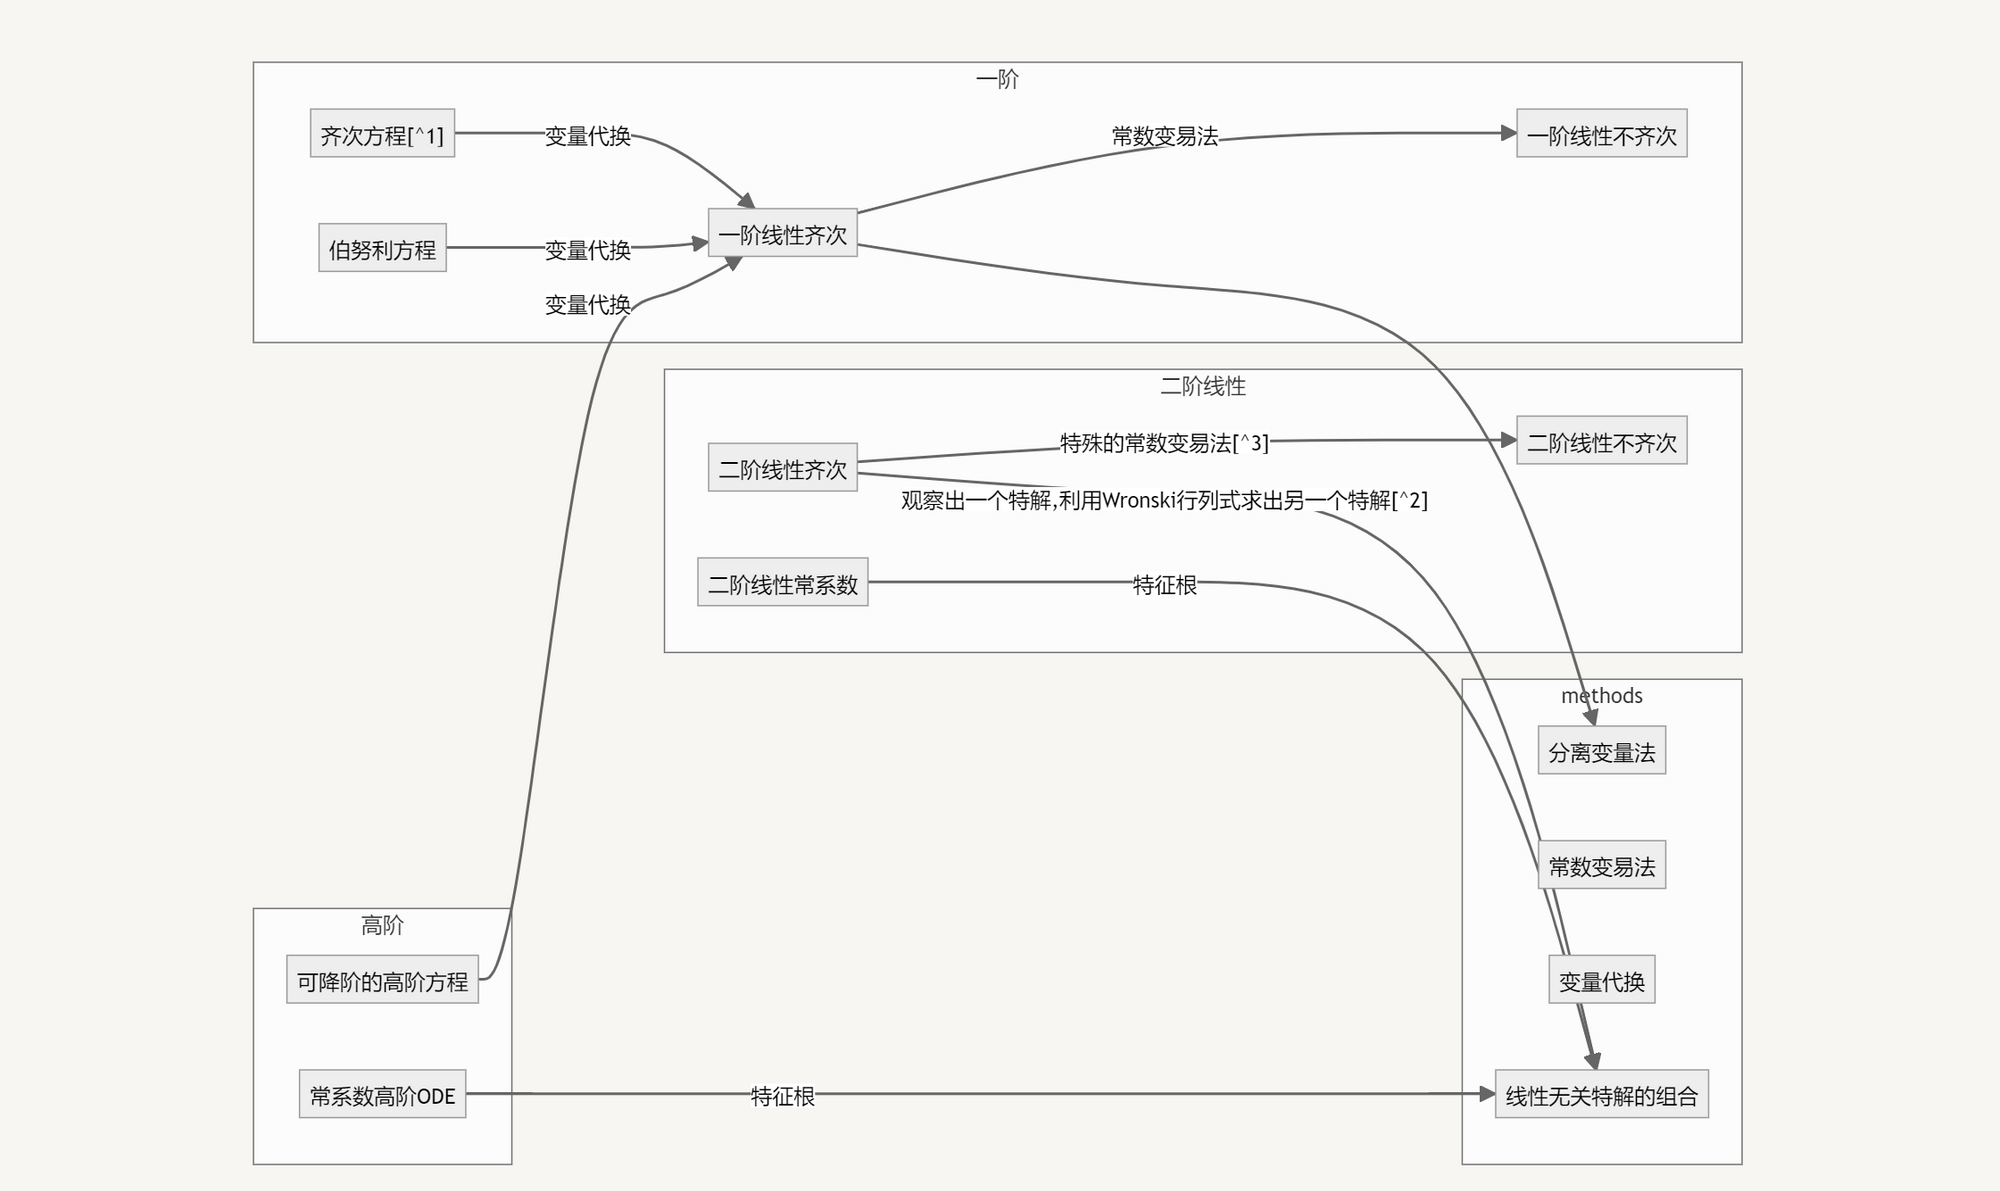 一阶
齐次方程[^1]
变量代换
常数变易法
一阶线性不齐次
伯努利方程
变量代换
一阶线性齐次
变量代换
二阶线性
二阶线性齐次
特殊的常数变易法[^3]
二阶线性不齐次
观察出一个特解,利用Wronski行列式求出另一个特解[^2]
二阶线性常系数
特征根
methods
分离变量法
常数变易法
变量代换
线性无关特解的组合
高阶
可降阶的高阶方程
常系数高阶ODE
特征根